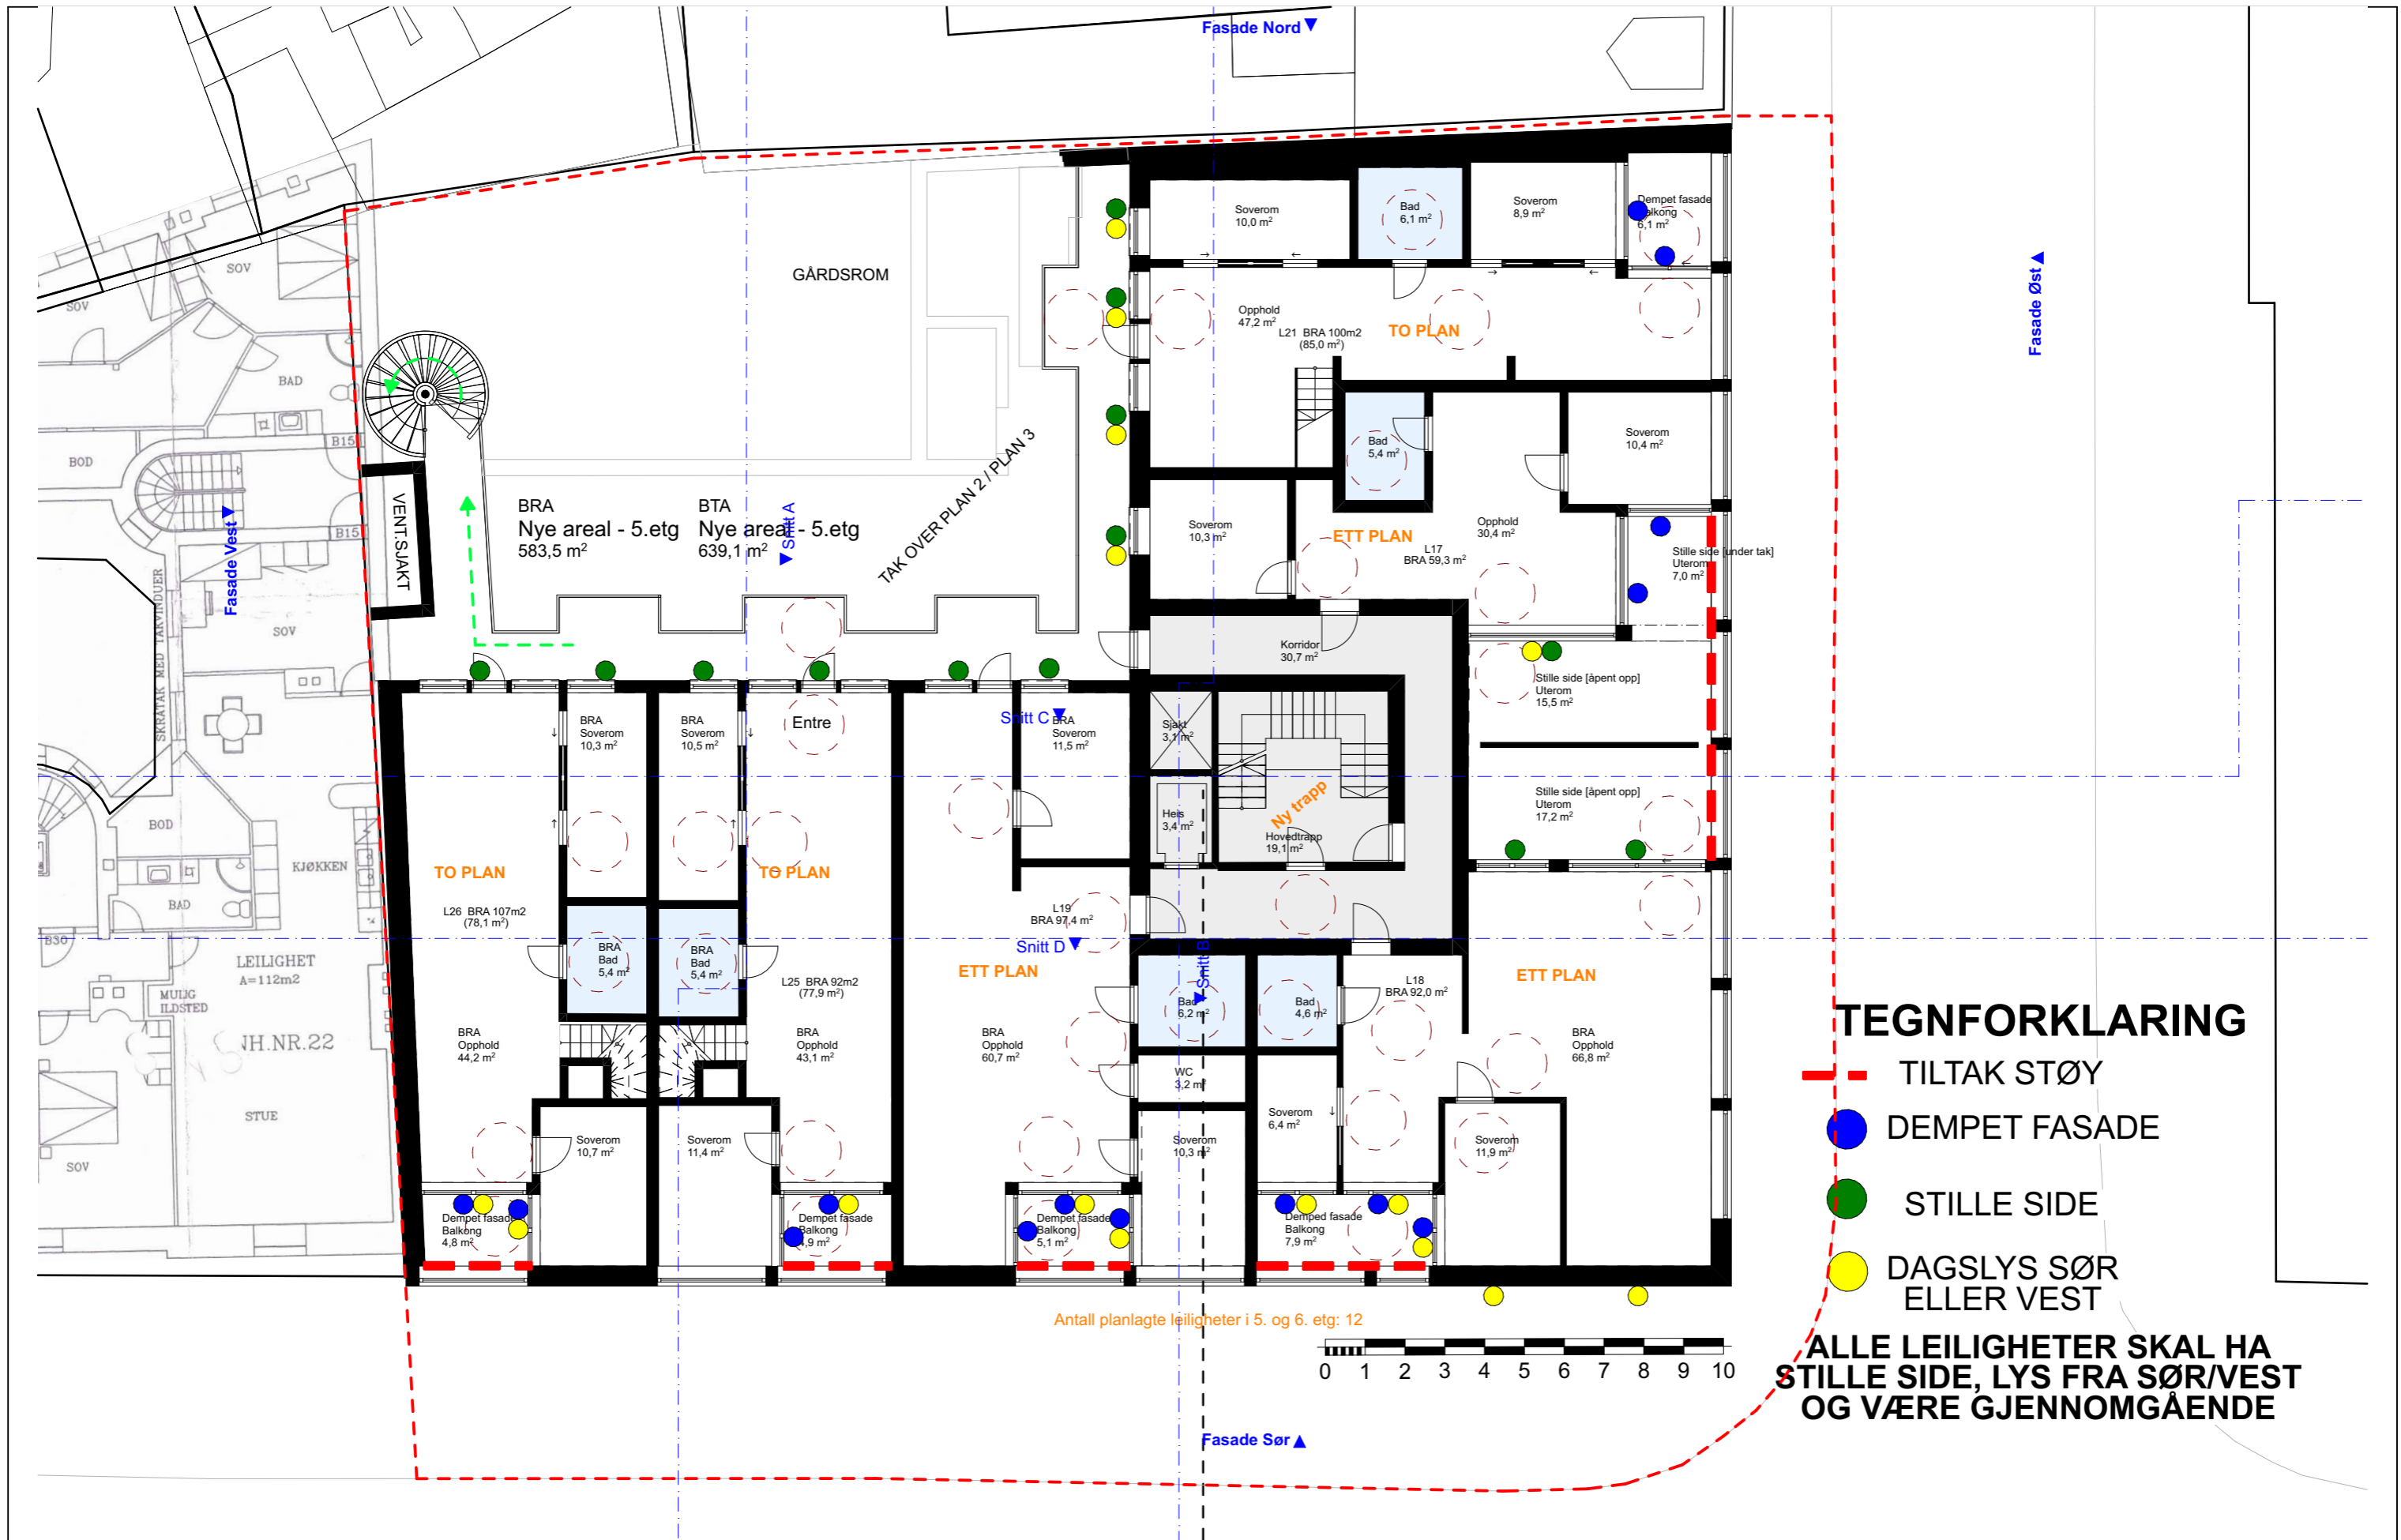 Fasade Nord
GÅRDSROM
Soverom
10,0 m²
Bad
6,1 m²
Soverom
8,9 m²
Dempet fasade
Balkong
6,1 m²
Fasade Øst
SOV
SOV
BAD
BOD
B15
B15
SOV
SKRATAK MED TAKVINDUER
Fasade Vest
VENT.SJAKT
Opphold
47,2 m²
L21 BRA 100m2
(85,0 m²)
TO PLAN
Bad
5,4 m²
Soverom
10,4 m²
TAK OVER PLAN 2 / PLAN 3
BRA
Nye areal - 5.etg
583,5 m²
BTA
Nye areal - 5.etg
639,1 m²
Snitt A
Soverom
10,3 m²
ETT PLAN
L17
BRA 59,3 m²
Opphold
30,4 m²
Stille side [under tak]
Uterom
7,0 m²
Korridor
30,7 m²
Stille side [åpent opp]
Uterom
15,5 m²
BRA
Soverom
10,3 m²
BRA
Soverom
10,5 m²
Entre
Snitt C
BRA
Soverom
11,5 m²
Sjakt
3,1 m²
Heis
3,4 m²
Ny trapp
Hovedtrapp
19,1 m²
Stille side [åpent opp]
Uterom
17,2 m²
BOD
KJØKKEN
BAD
B30
LEILIGHET
A=112m2
MULIG
ILDSTED
NH.NR.22
STUE
SOV
TO PLAN
L26 BRA 107m2
(78,1 m²)
TO PLAN
L19
BRA 97,4 m²
Snitt D
BRA
Bad
5,4 m²
BRA
Bad
5,4 m²
L25 BRA 92m2
(77,9 m²)
ETT PLAN
Snitt B
Bad
6,2 m²
Bad
4,6 m²
L18
BRA 92,0 m²
ETT PLAN
BRA
Opphold
44,2 m²
BRA
Opphold
43,1 m²
BRA
Opphold
60,7 m²
WC
3,2 m²
BRA
Opphold
66,8 m²
Soverom
10,7 m²
Soverom
11,4 m²
Soverom
10,3 m²
Soverom
6,4 m²
Soverom
11,9 m²
Dempet fasade
Balkong
4,8 m²
Dempet fasade
Balkong
4,9 m²
Dempet fasade
Balkong
5,1 m²
Demped fasade
Balkong
7,9 m²
Antall planlagte leiligheter i 5. og 6. etg: 12
0 1 2 3 4 5 6 7 8 9 10
Fasade Sør
TEGNFORKLARING
TILTAK STØY
DEMPET FASADE
STILLE SIDE
DAGSLYS SØR
ELLER VEST
ALLE LEILIGHETER SKAL HA
STILLE SIDE, LYS FRA SØR/VEST
OG VÆRE GJENNOMGÅENDE